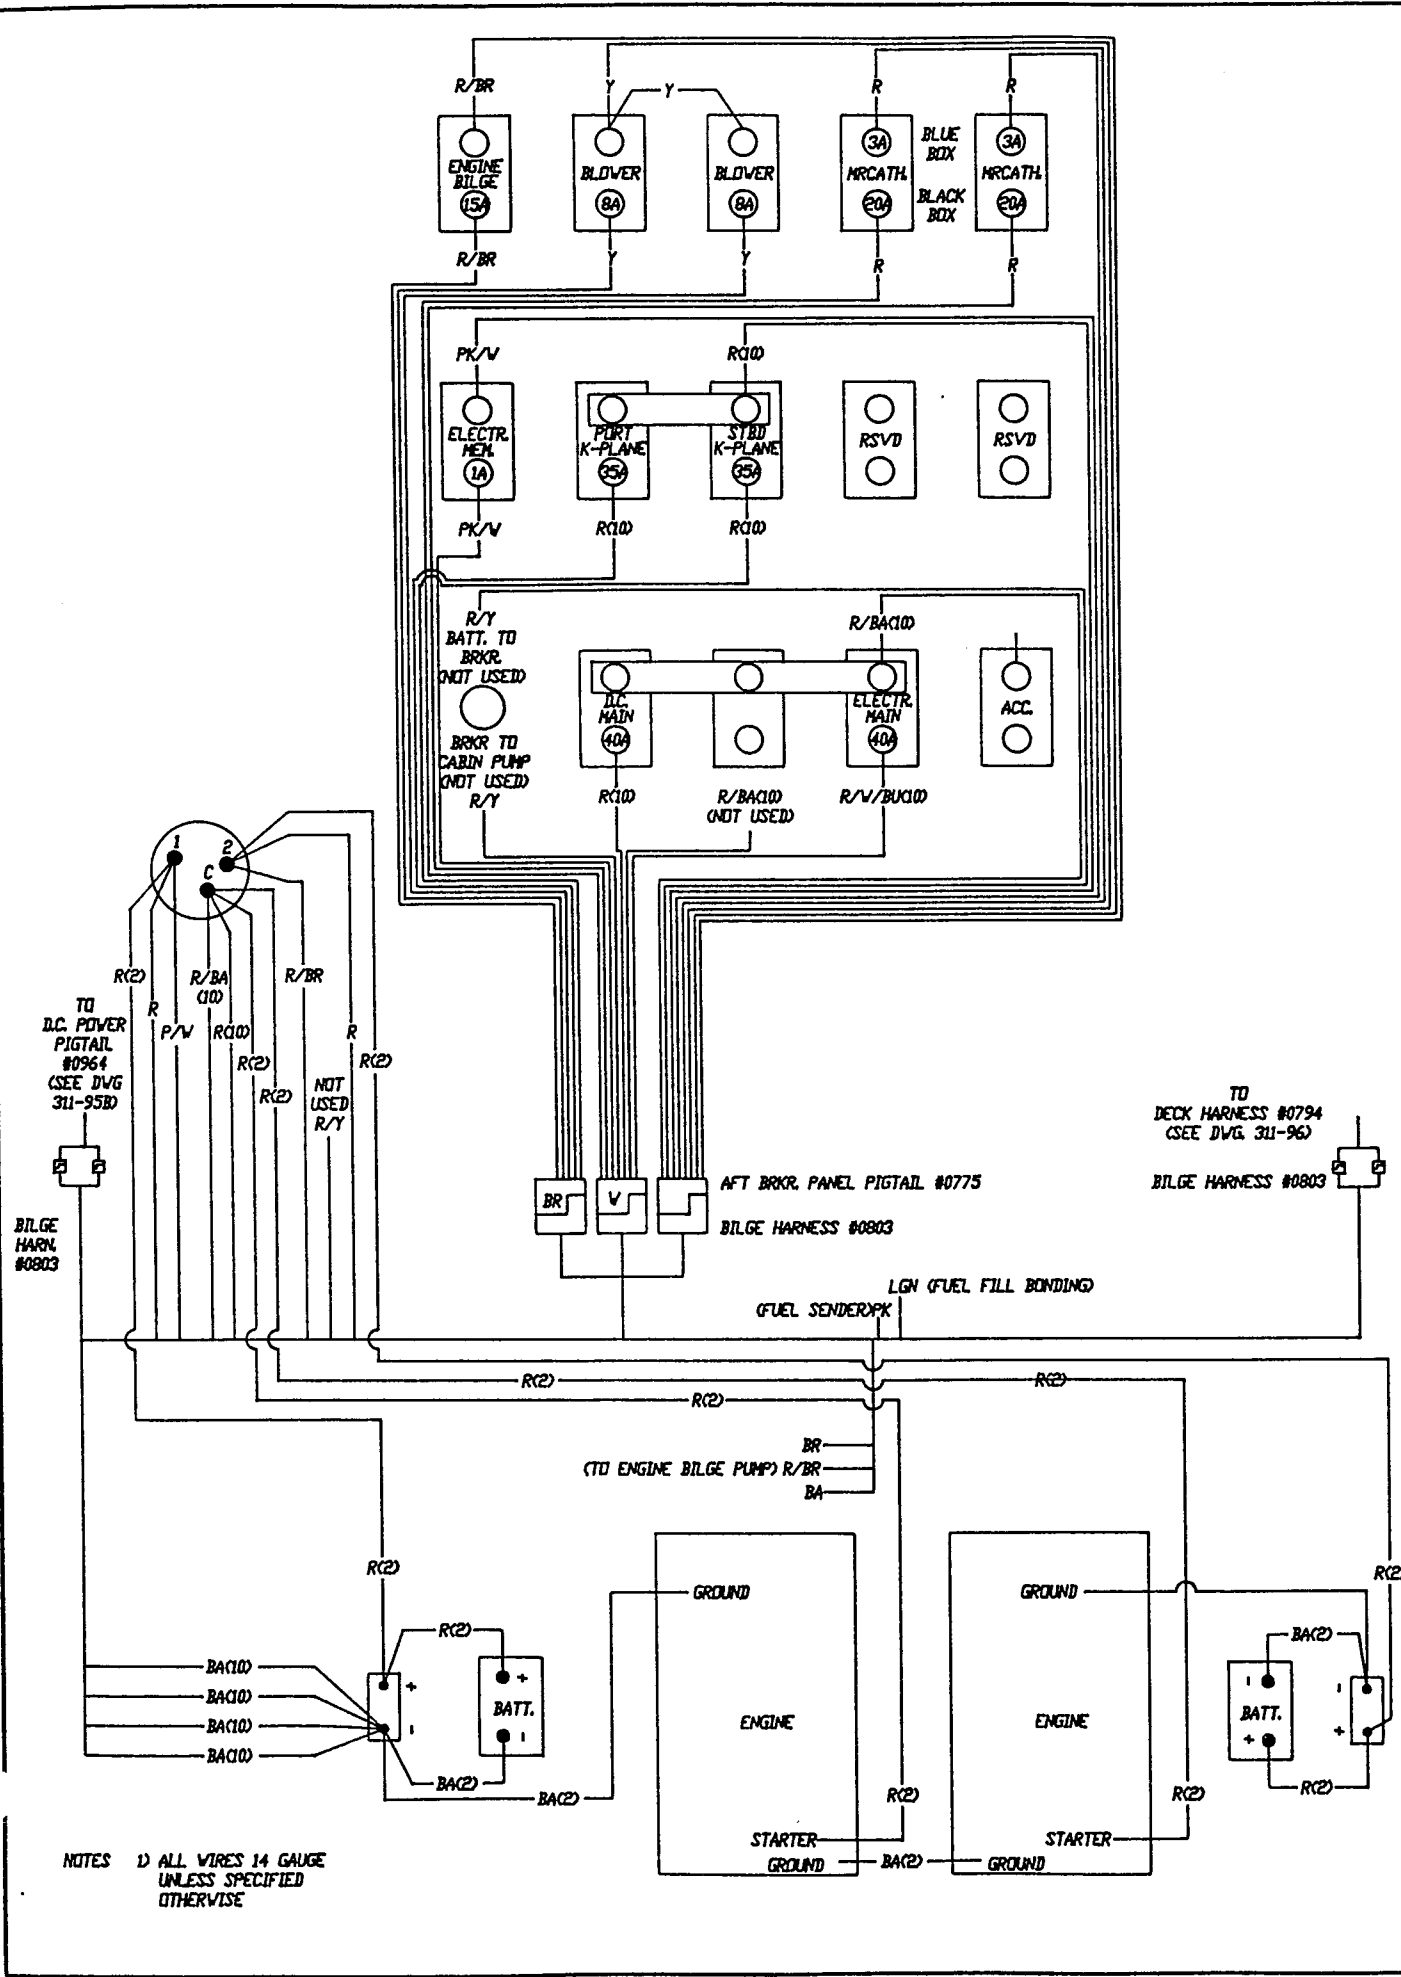 R/BR Y Y R R
ENGINE
BILGE
15A
BLOWER
8A
BLOWER
8A
3A
MRCATH.
20A
BLUE
BOX
BLACK
BOX
3A
MRCATH.
20A
R/BR Y Y R R
PK/W R(10)
ELECTR.
MEM.
1A
PORT
K-PLANE
35A
STBD
K-PLANE
35A
RSVD
RSVD
PK/W R(10) R(10)
R/Y
BATT. TO
BRKR.
(NOT USED)
BRKR TO
CABIN PUMP
(NOT USED)
R/Y
R/BA(10)
D.C.
MAIN
40A
ELECTR.
MAIN
40A
ACC.
R(10)
R/BA(10)
(NOT USED)
R/W/BU(10)
1 2
C
R(2)
R
P/W
R/BA
(10)
R(10)
R(2)
R(2)
R/BR
NOT
USED
R/Y
R
R(2)
TO
D.C. POWER
PIGTAIL
#0964
(SEE DWG
311-95B)
BILGE
HARN.
#0803
BR W
AFT BRKR. PANEL PIGTAIL #0775
BILGE HARNESS #0803
TO
DECK HARNESS #0794
(SEE DWG. 311-96)
BILGE HARNESS #0803
LGN (FUEL FILL BONDING)
(FUEL SENDER)PK
R(2) R(2)
R(2)
BR
(TO ENGINE BILGE PUMP) R/BR
BA
R(2)
R(2
GROUND
GROUND
R(2)
BA(2)
BA(10)
BA(10)
BA(10)
BA(10)
+
-
+
BATT.
-
BA(2)
BA(2)
ENGINE
ENGINE
-
BATT.
+
-
+
R(2)
R(2)
R(2)
STARTER
GROUND
BA(2)
STARTER
GROUND
NOTES 1) ALL WIRES 14 GAUGE
UNLESS SPECIFIED
OTHERWISE